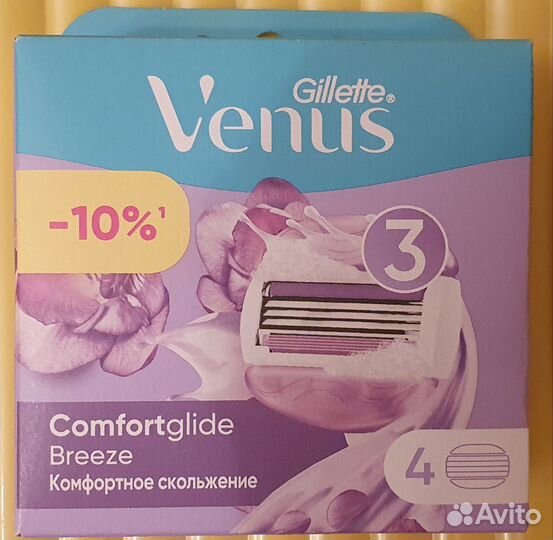 Gillette®
Venus
-10%¹
3
Comfortglide
Breeze
Комфортное скольжение
4
Avito